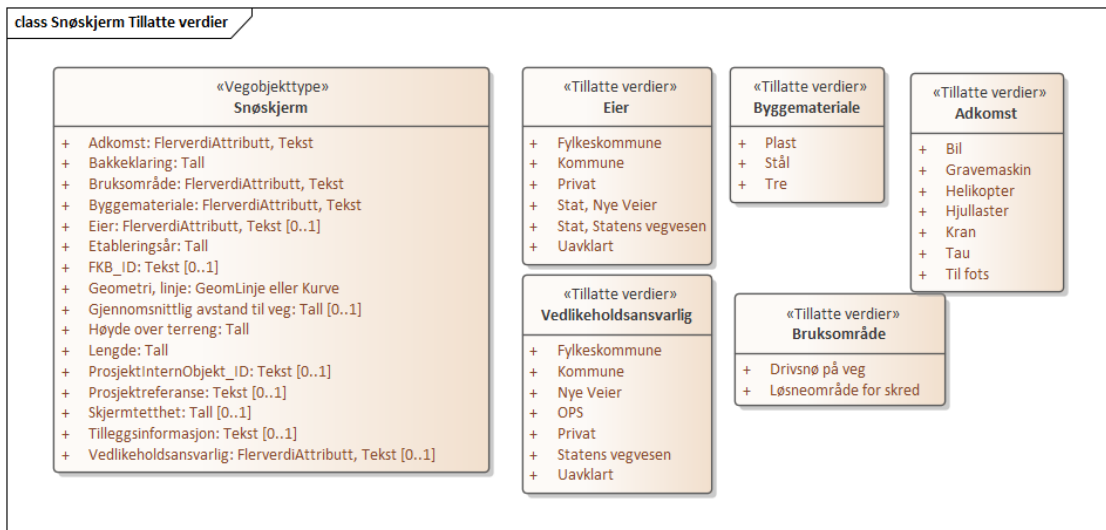 class Snøskjerm Tillatte verdier
«Vegobjekttype»
Snøskjerm
+ Adkomst: FlerverdiAttributt, Tekst
+ Bakkeklaring: Tall
+ Bruksområde: FlerverdiAttributt, Tekst
+ Byggemateriale: FlerverdiAttributt, Tekst
+ Eier: FlerverdiAttributt, Tekst [0..1]
+ Etableringsår: Tall
+ FKB_ID: Tekst [0..1]
+ Geometri, linje: GeomLinje eller Kurve
+ Gjennomsnittlig avstand til veg: Tall [0..1]
+ Høyde over terreng: Tall
+ Lengde: Tall
+ ProsjektInternObjekt_ID: Tekst [0..1]
+ Prosjektreferanse: Tekst [0..1]
+ Skjermtetthet: Tall [0..1]
+ Tilleggsinformasjon: Tekst [0..1]
+ Vedlikeholdsansvarlig: FlerverdiAttributt, Tekst [0..1]
«Tillatte verdier»
Eier
+ Fylkeskommune
+ Kommune
+ Privat
+ Stat, Nye Veier
+ Stat, Statens vegvesen
+ Uavklart
«Tillatte verdier»
Vedlikeholdsansvarlig
+ Fylkeskommune
+ Kommune
+ Nye Veier
+ OPS
+ Privat
+ Statens vegvesen
+ Uavklart
«Tillatte verdier»
Byggemateriale
+ Plast
+ Stål
+ Tre
«Tillatte verdier»
Adkomst
+ Bil
+ Gravemaskin
+ Helikopter
+ Hjullaster
+ Kran
+ Tau
+ Til fots
«Tillatte verdier»
Bruksområde
+ Drivsnø på veg
+ Løsneområde for skred